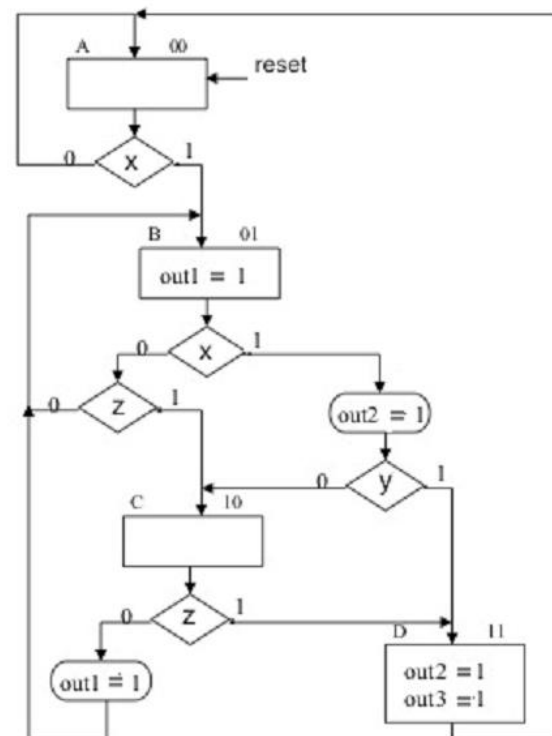 A 00
reset
0 x 1
B 01
out1 = 1
0 x 1
0 z 1
out2 = 1
0 y 1
C 10
0 z 1
D 11
out1 = 1
out2 = 1
out3 = 1